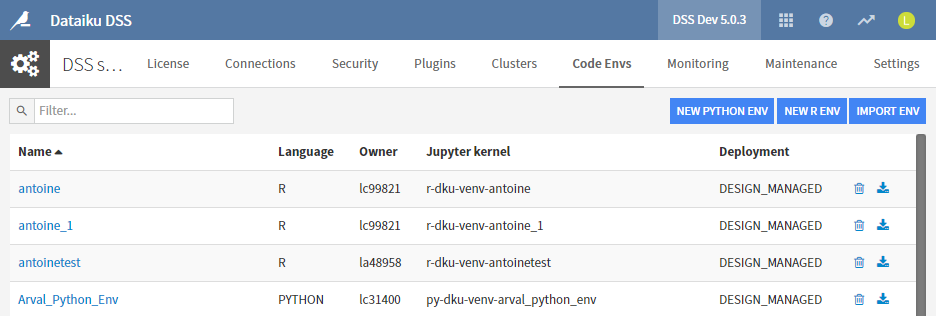 Dataiku DSS DSS Dev 5.0.3 L
DSS s... License Connections Security Plugins Clusters Code Envs Monitoring Maintenance Settings
Filter... NEW PYTHON ENV NEW R ENV IMPORT ENV
Name Language Owner Jupyter kernel Deployment
antoine R lc99821 r-dku-venv-antoine DESIGN_MANAGED
antoine_1 R lc99821 r-dku-venv-antoine_1 DESIGN_MANAGED
antoinetest R la48958 r-dku-venv-antoinetest DESIGN_MANAGED
Arval_Python_Env PYTHON lc31400 py-dku-venv-arval_python_env DESIGN_MANAGED